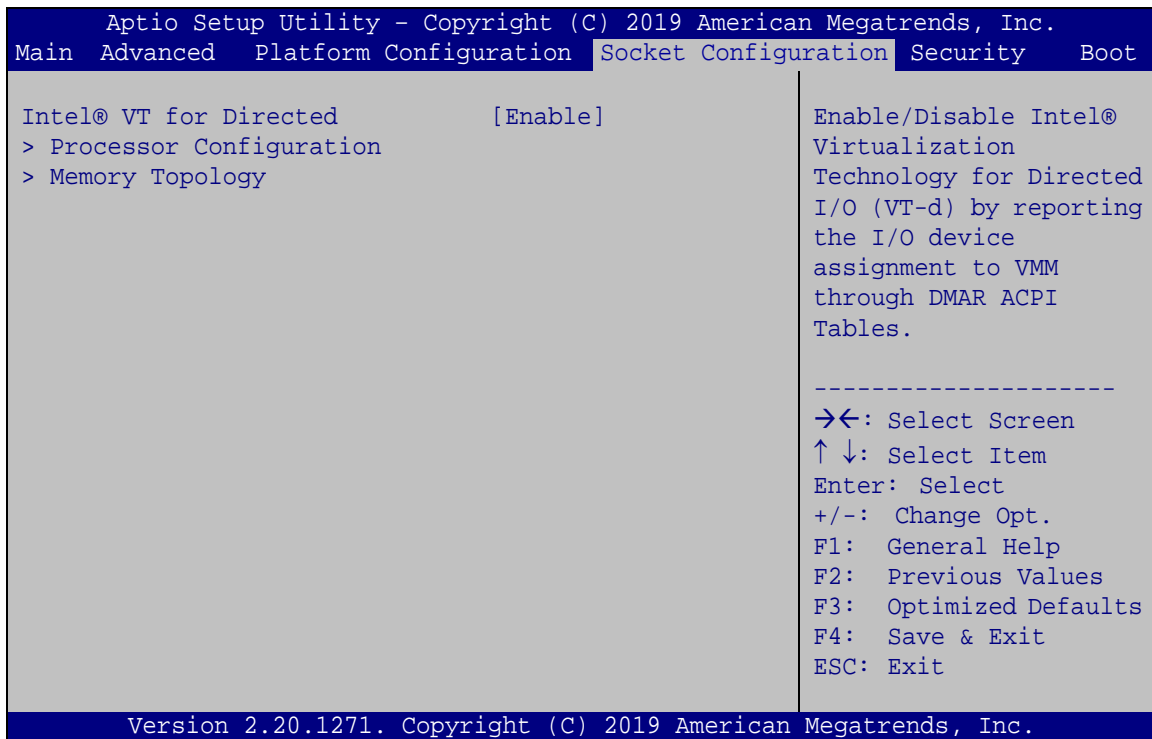 Aptio Setup Utility – Copyright (C) 2019 American Megatrends, Inc.
Main Advanced Platform Configuration Socket Configuration Security Boot
Intel® VT for Directed [Enable]
> Processor Configuration
> Memory Topology
Enable/Disable Intel®
Virtualization
Technology for Directed
I/O (VT-d) by reporting
the I/O device
assignment to VMM
through DMAR ACPI
Tables.
---------------------
→←: Select Screen
↑ ↓: Select Item
Enter: Select
+/-: Change Opt.
F1: General Help
F2: Previous Values
F3: Optimized Defaults
F4: Save & Exit
ESC: Exit
Version 2.20.1271. Copyright (C) 2019 American Megatrends, Inc.